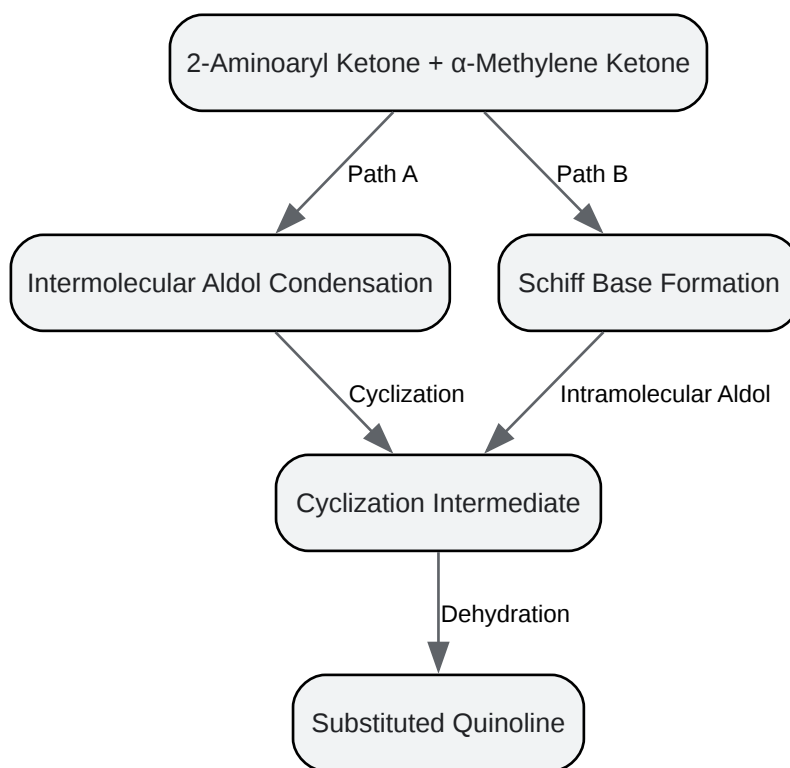 2-Aminoaryl Ketone + α-Methylene Ketone
Path A
Path B
Intermolecular Aldol Condensation
Schiff Base Formation
Cyclization
Intramolecular Aldol
Cyclization Intermediate
Dehydration
Substituted Quinoline